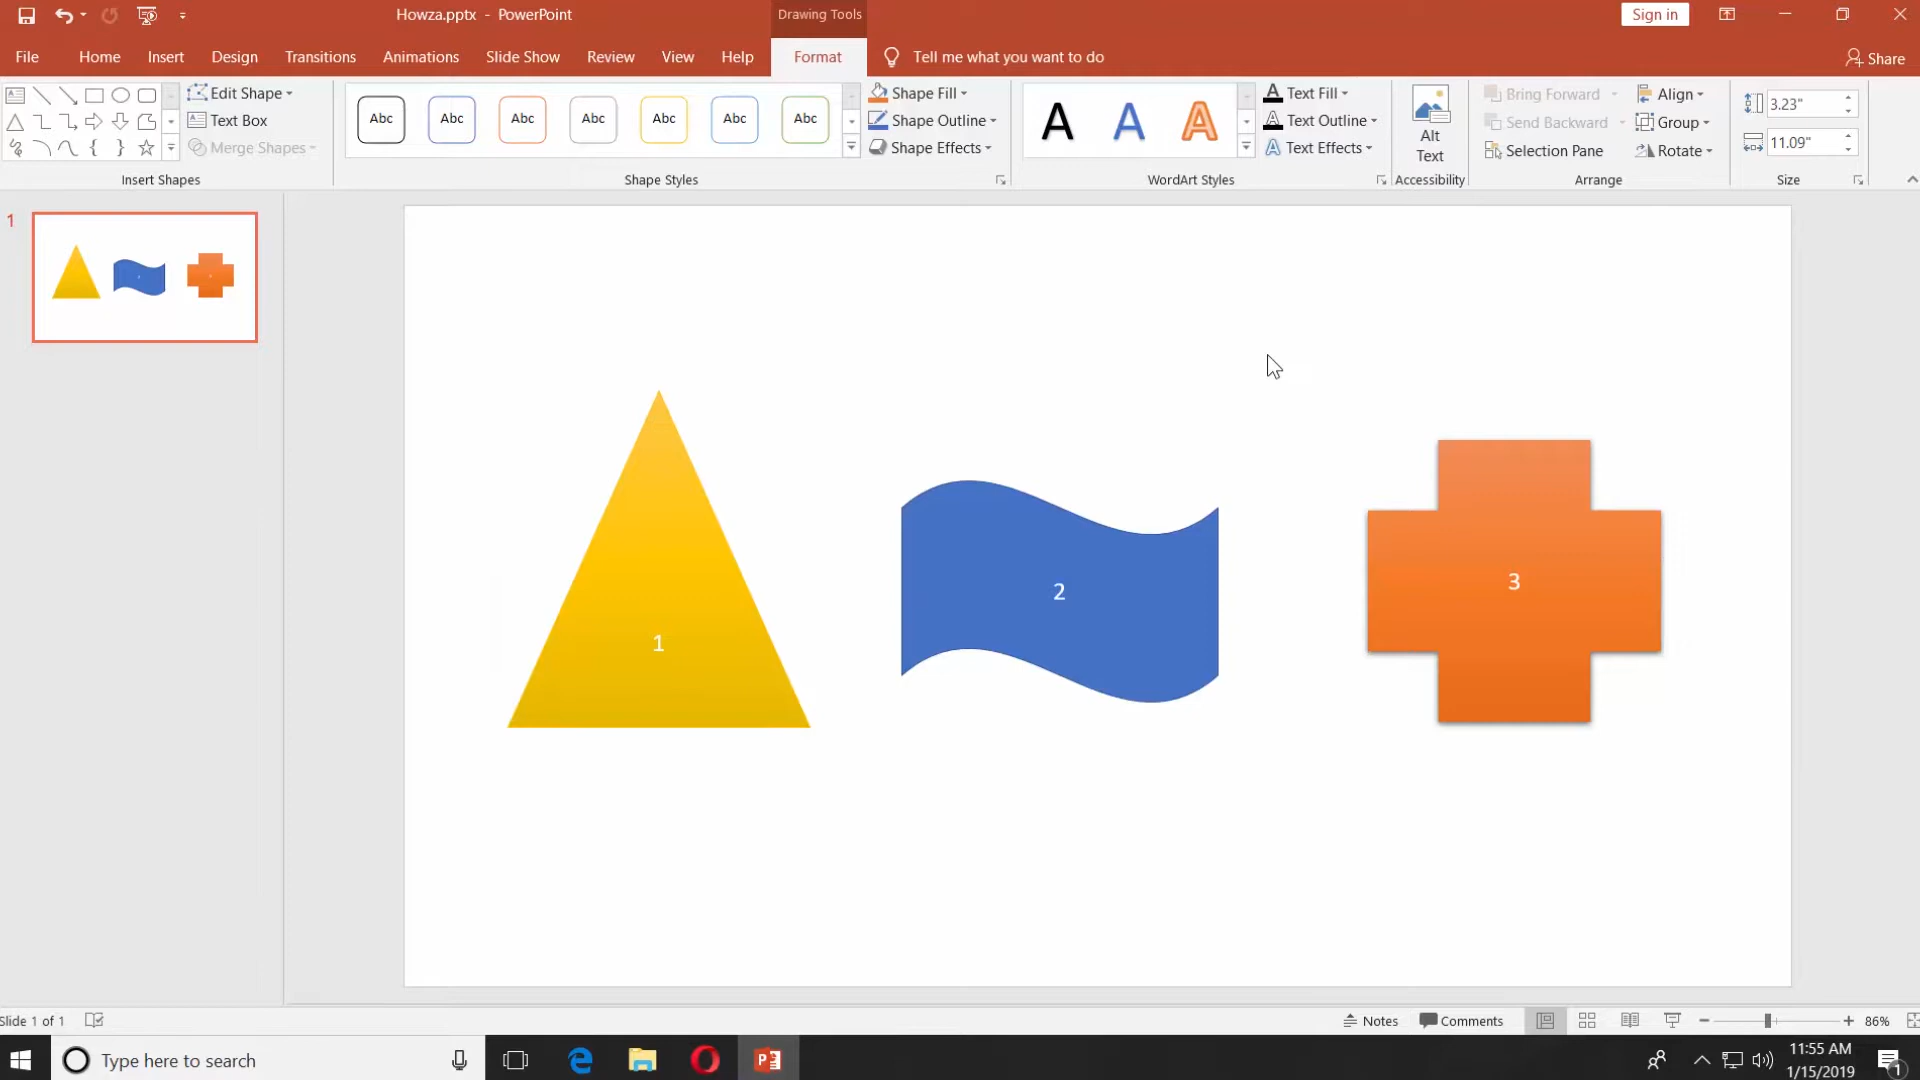 Howza.pptx - PowerPoint
Drawing Tools
Sign in
File
Home
Insert
Design
Transitions
Animations
Slide Show
Review
View
Help
Format
Tell me what you want to do
Share
Edit Shape
Text Box
Merge Shapes
Insert Shapes
Abc
Abc
Abc
Abc
Abc
Abc
Abc
Shape Fill
Shape Outline
Shape Effects
Shape Styles
A
A
A
Text Fill
Text Outline
Text Effects
WordArt Styles
Alt
Text
Accessibility
Bring Forward
Send Backward
Selection Pane
Align
Group
Rotate
Arrange
3.23"
11.09"
Size
1
1
2
3
Slide 1 of 1
Notes
Comments
86%
Type here to search
11:55 AM
1/15/2019
1